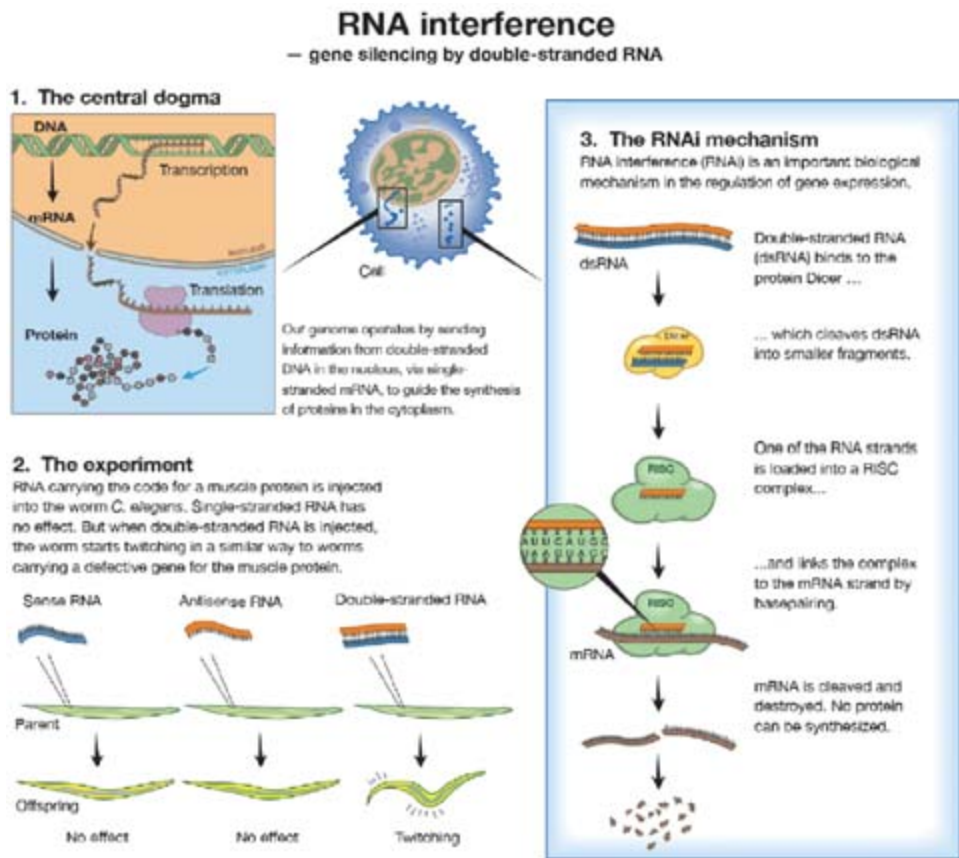 RNA interference
— gene silencing by double-stranded RNA
1. The central dogma
DNA
Transcription
mRNA
Translation
Protein
Cell
Our genome operates by sending
information from double-stranded
DNA in the nucleus, via single-
stranded mRNA, to guide the synthesis
of proteins in the cytoplasm.
2. The experiment
RNA carrying the code for a muscle protein is injected
into the worm C. elegans. Single-stranded RNA has
no effect. But when double-stranded RNA is injected,
the worm starts twitching in a similar way to worms
carrying a defective gene for the muscle protein.
Sense RNA
Antisense RNA
Double-stranded RNA
Parent
Offspring
No effect
No effect
Twitching
3. The RNAi mechanism
RNA interference (RNAi) is an important biological
mechanism in the regulation of gene expression.
dsRNA
Double-stranded RNA
(dsRNA) binds to the
protein Dicer ...
Dicer
... which cleaves dsRNA
into smaller fragments.
RISC
One of the RNA strands
is loaded into a RISC
complex...
RISC
mRNA
...and links the complex
to the mRNA strand by
basepairing.
mRNA is cleaved and
destroyed. No protein
can be synthesized.